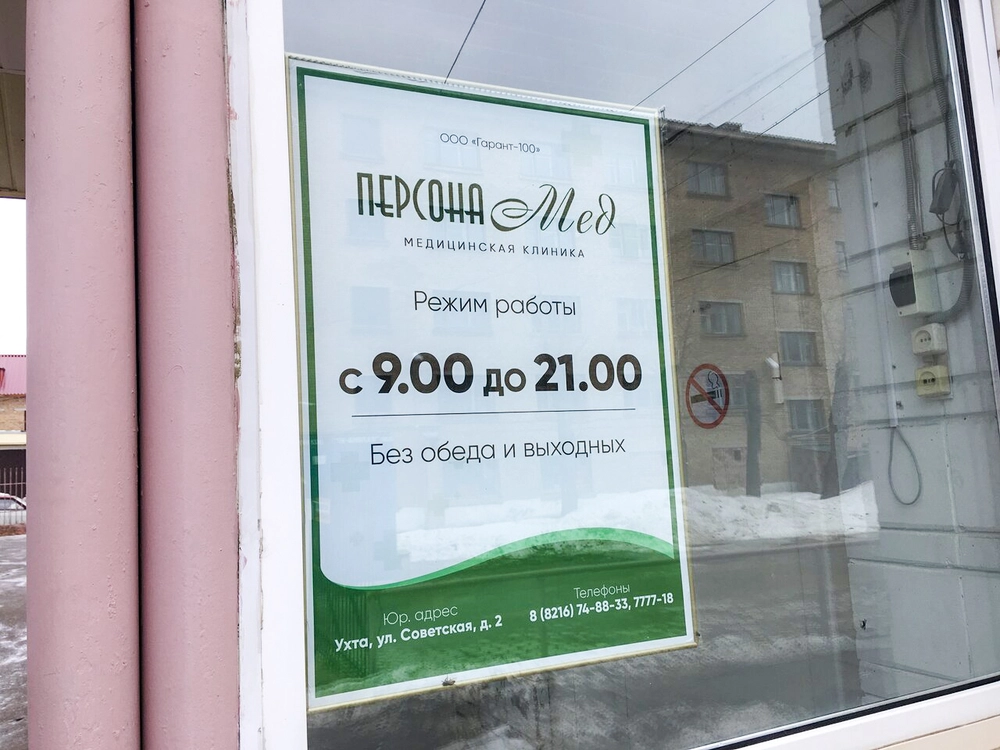 ООО «Гарант-100»
ПЕРСОНА Мед
МЕДИЦИНСКАЯ КЛИНИКА
Режим работы
с 9.00 до 21.00
Без обеда и выходных
Юр. адрес
Ухта, ул. Советская, д. 2
Телефоны
8 (8216) 74-88-33, 7777-18